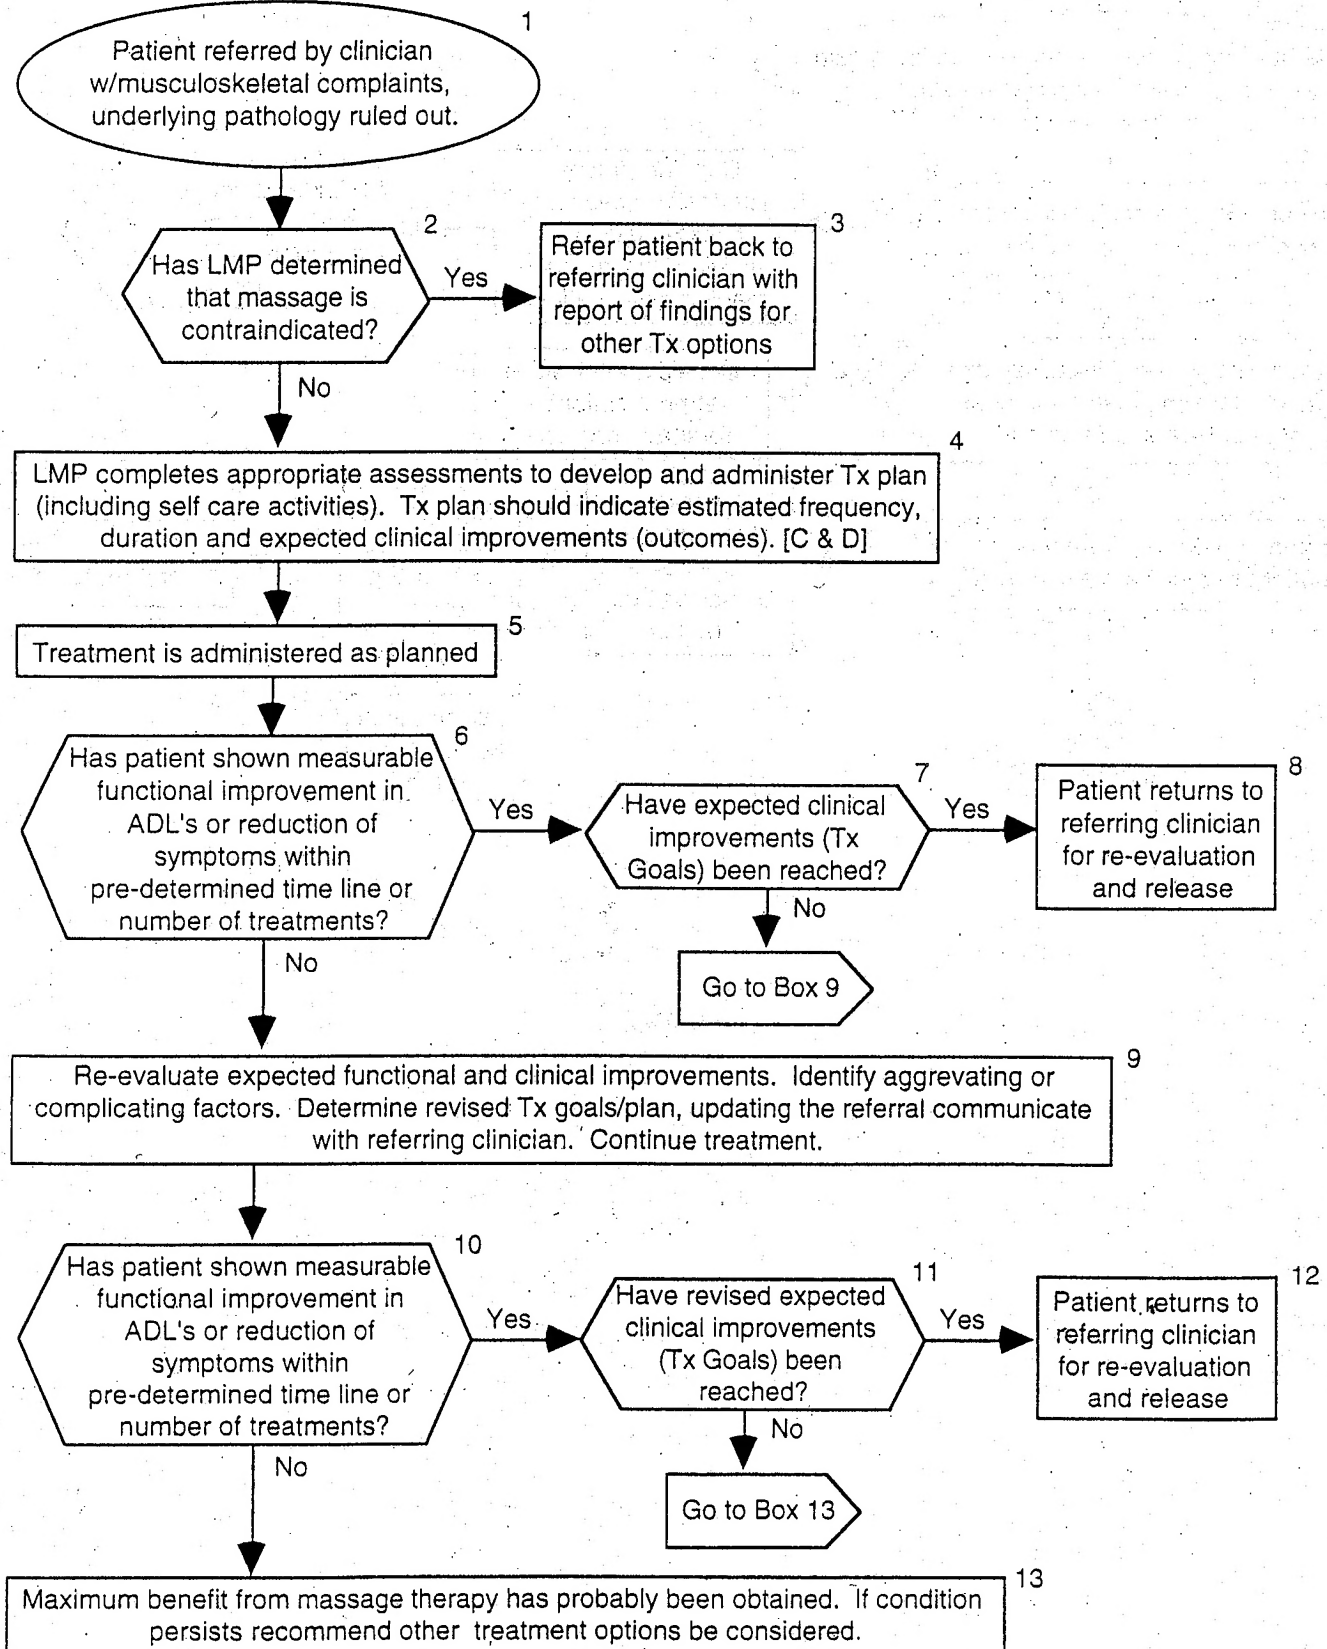 1
Patient referred by clinician
w/musculoskeletal complaints,
underlying pathology ruled out.
2
Has LMP determined
that massage is
contraindicated?
Yes
3
Refer patient back to
referring clinician with
report of findings for
other Tx options
No
4
LMP completes appropriate assessments to develop and administer Tx plan
(including self care activities). Tx plan should indicate estimated frequency,
duration and expected clinical improvements (outcomes). [C & D]
5
Treatment is administered as planned
6
Has patient shown measurable
functional improvement in
ADL's or reduction of
symptoms within
pre-determined time line or
number of treatments?
Yes
7
Have expected clinical
improvements (Tx
Goals) been reached?
Yes
8
Patient returns to
referring clinician
for re-evaluation
and release
No
Go to Box 9
No
9
Re-evaluate expected functional and clinical improvements. Identify aggrevating or
complicating factors. Determine revised Tx goals/plan, updating the referral communicate
with referring clinician. Continue treatment.
10
Has patient shown measurable
functional improvement in
ADL's or reduction of
symptoms within
pre-determined time line or
number of treatments?
Yes
11
Have revised expected
clinical improvements
(Tx Goals) been
reached?
Yes
12
Patient returns to
referring clinician
for re-evaluation
and release
No
Go to Box 13
No
13
Maximum benefit from massage therapy has probably been obtained. If condition
persists recommend other treatment options be considered.